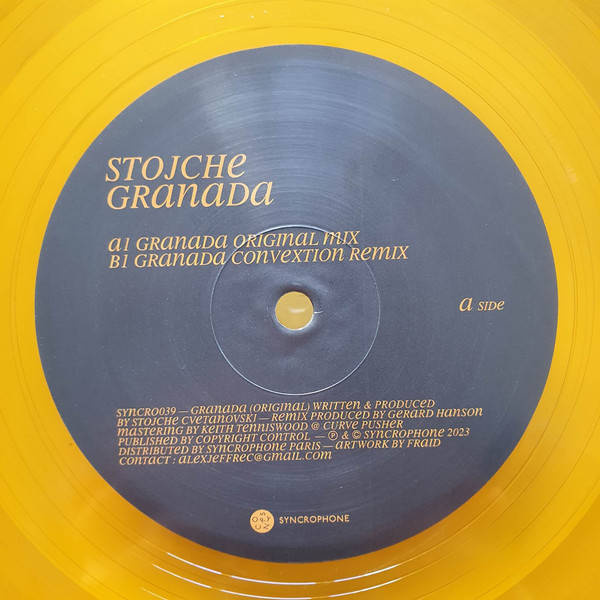 STOJCHE
GRANADA
A1 GRANADA ORIGINAL MIX
B1 GRANADA CONVEXTION REMIX
A SIDE
SYNCRO039 — GRANADA (ORIGINAL) WRITTEN & PRODUCED
BY STOJCHE CVETANOVSKI — REMIX PRODUCED BY GERARD HANSON
MASTERING BY KEITH TENNISWOOD @ CURVE PUSHER
PUBLISHED BY COPYRIGHT CONTROL — ℗ & © SYNCROPHONE 2023
DISTRIBUTED BY SYNCROPHONE PARIS — ARTWORK BY FRAID
CONTACT : ALEXJEFFREC@GMAIL.COM
SYNCROPHONE